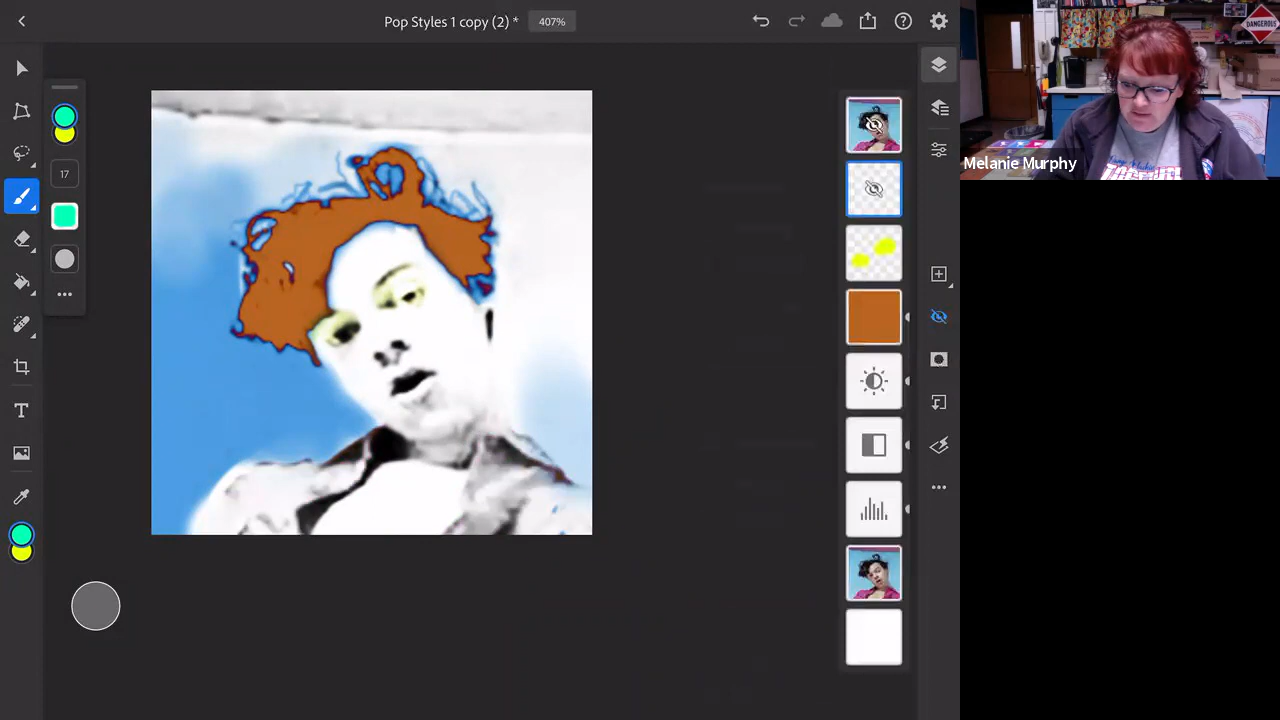 Pop Styles 1 copy (2) *
407%
DANGEROUS
17
Melanie Murphy
T